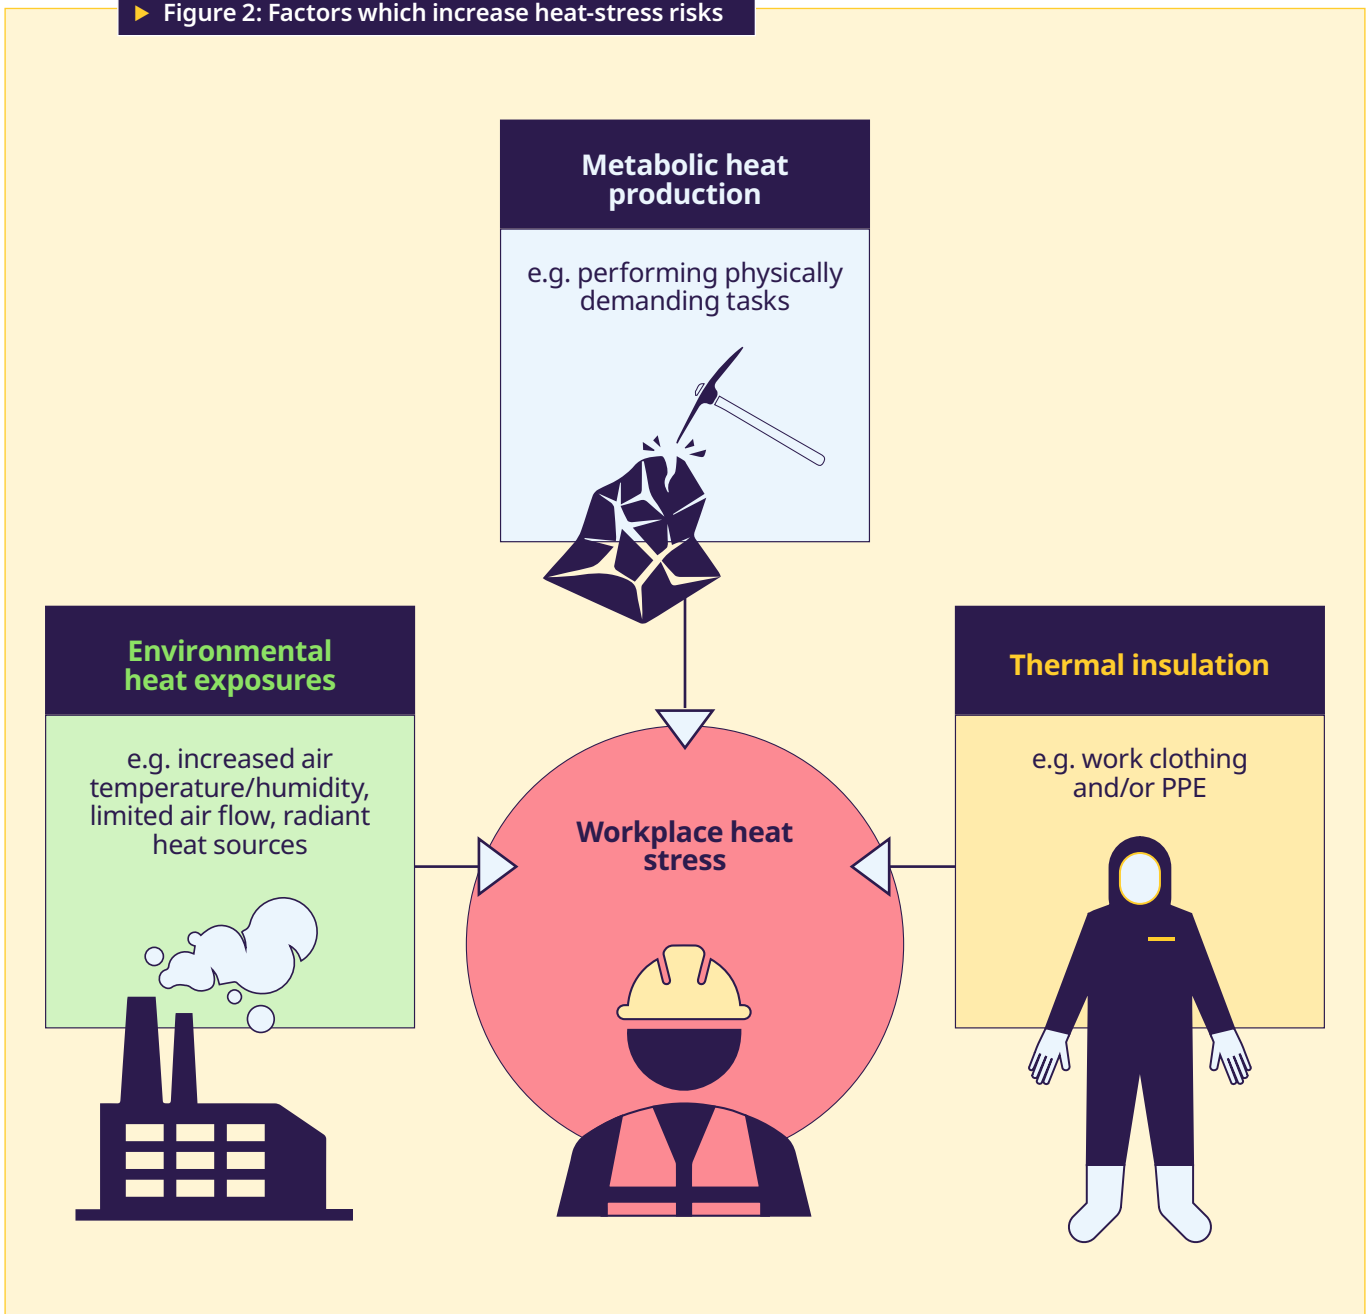 Figure 2: Factors which increase heat-stress risks
Metabolic heat
production
e.g. performing physically
demanding tasks
Environmental
heat exposures
e.g. increased air
temperature/humidity,
limited air flow, radiant
heat sources
Thermal insulation
e.g. work clothing
and/or PPE
Workplace heat
stress